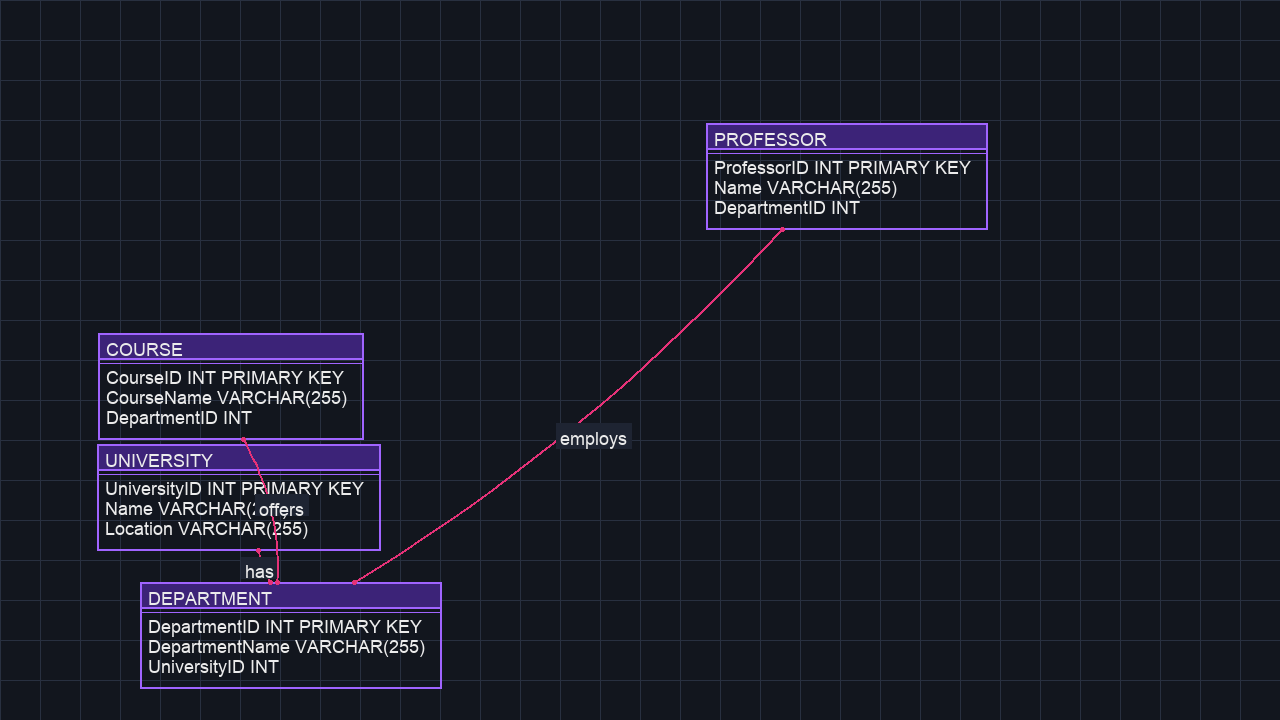 PROFESSOR
ProfessorID INT PRIMARY KEY
Name VARCHAR(255)
DepartmentID INT
employs
COURSE
CourseID INT PRIMARY KEY
CourseName VARCHAR(255)
DepartmentID INT
UNIVERSITY
UniversityID INT PRIMARY KEY
Name
offers
Location VARCHAR(255)
has
DEPARTMENT
DepartmentID INT PRIMARY KEY
DepartmentName VARCHAR(255)
UniversityID INT